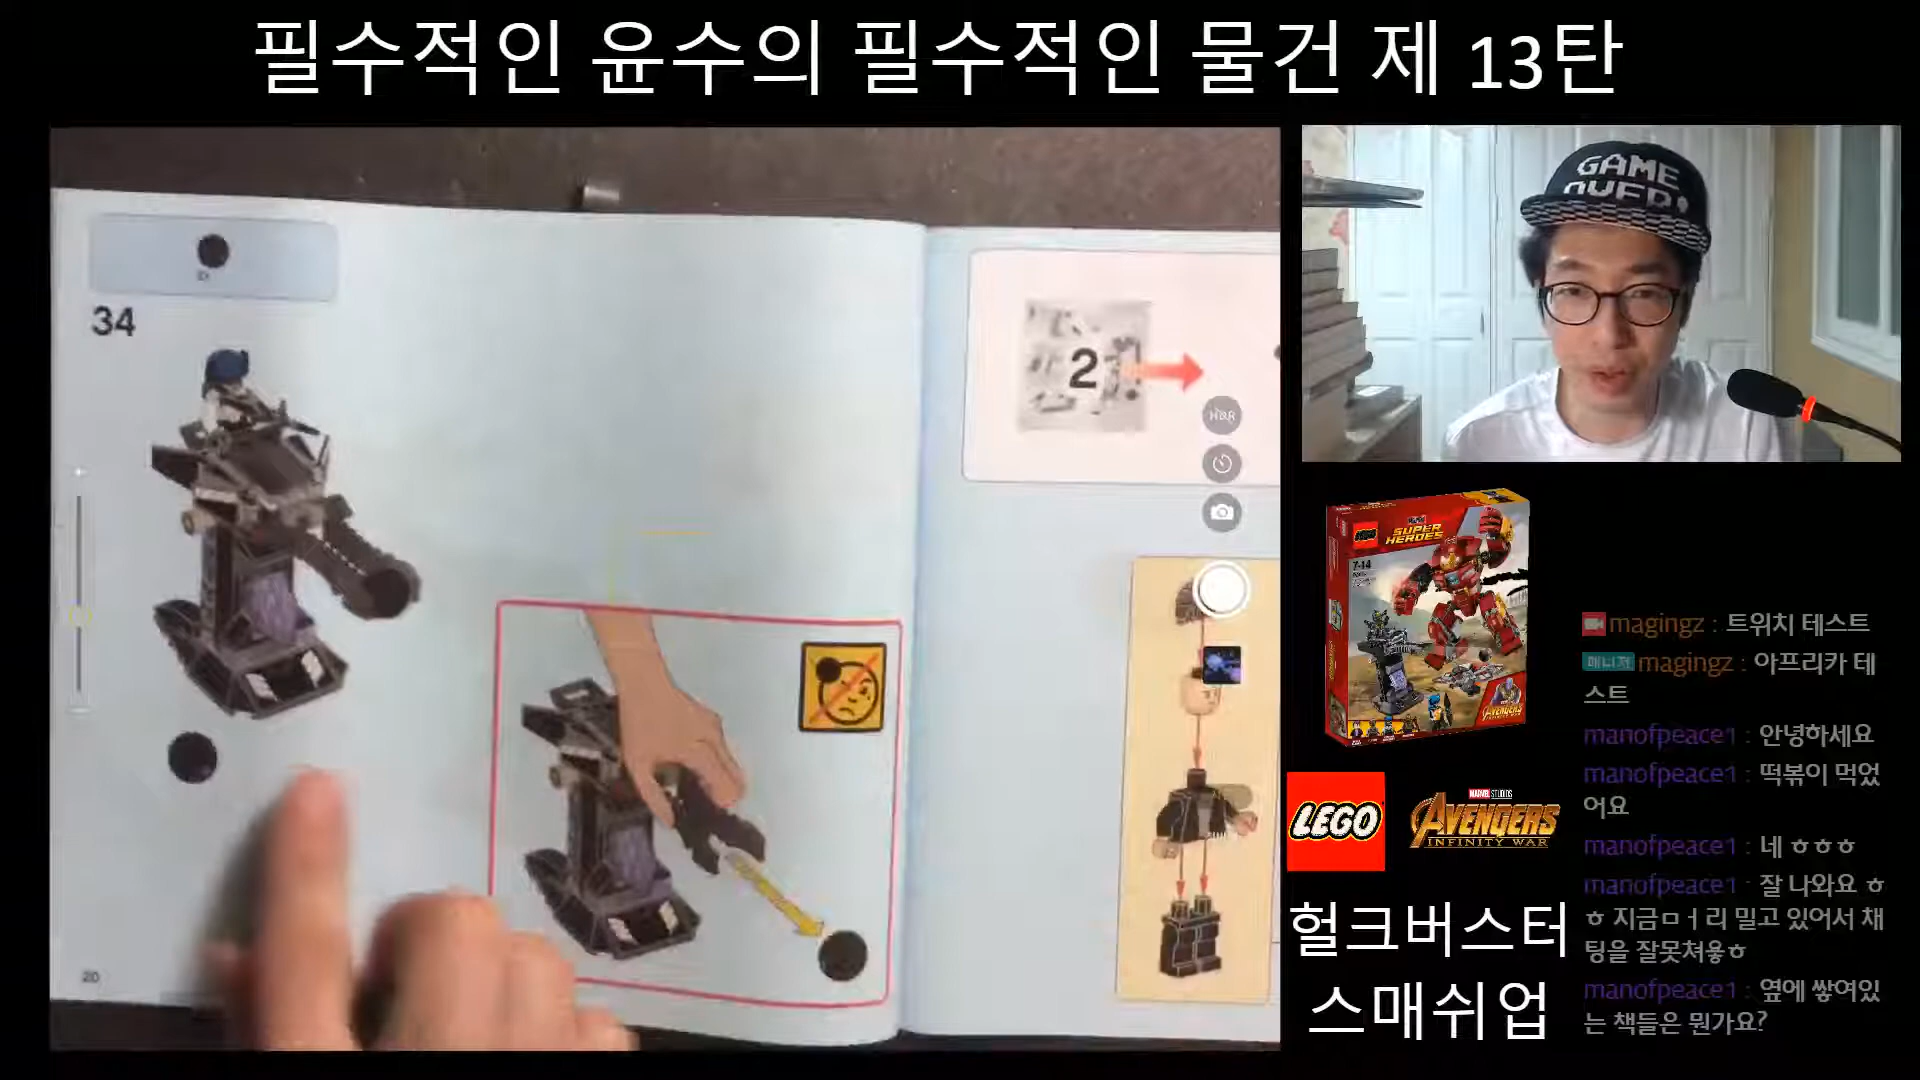 필수적인 윤수의 필수적인 물건 제 13탄
34
20
2
HDR
GAME
OVER!
SUPER
HEROES
7-14
AVENGERS
LEGO
MARVEL STUDIOS
AVENGERS
INFINITY WAR
헐크버스터
스매쉬업
magingz : 트위치 테스트
매니저 magingz : 아프리카 테
스트
manofpeace1 : 안녕하세요
manofpeace1 : 떡볶이 먹었
어요
manofpeace1 : 네 ㅎㅎㅎ
manofpeace1 : 잘 나와요 ㅎ
ㅎ 지금ㅁㅓ리 밀고 있어서 채
팅을 잘못쳐욯ㅎ
manofpeace1 : 옆에 쌓여있
는 책들은 뭔가요?